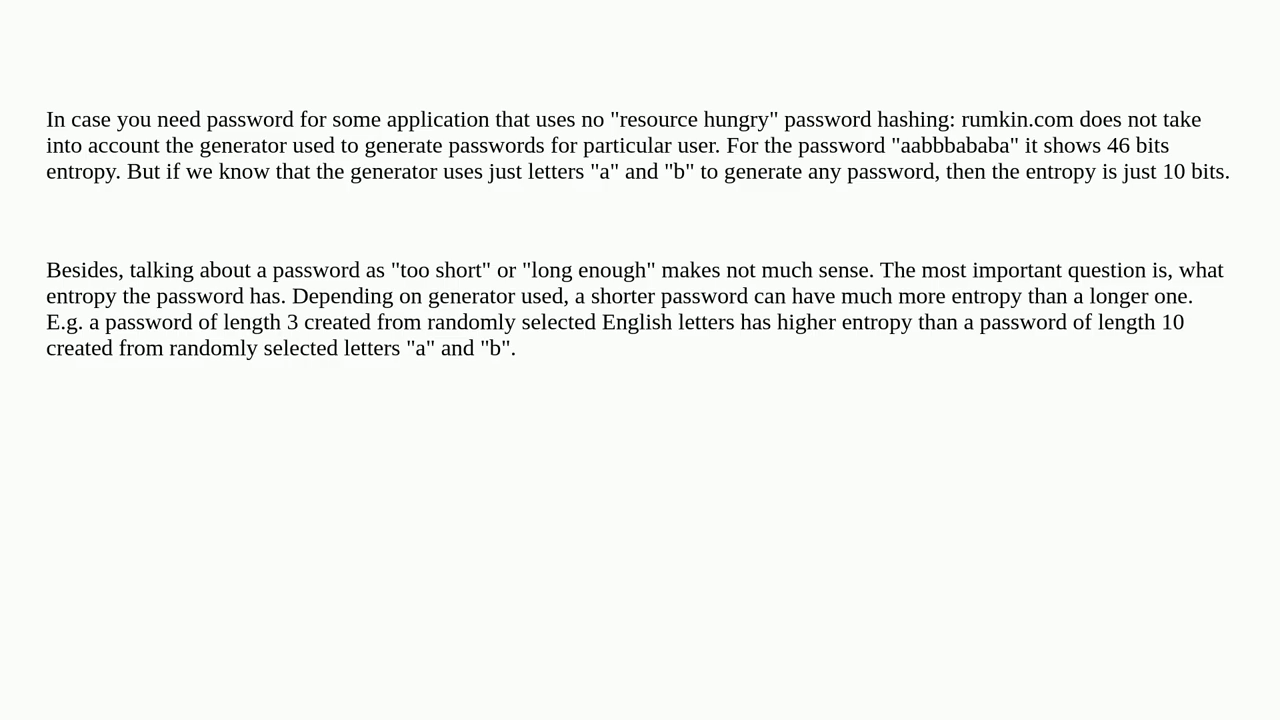 In case you need password for some application that uses no "resource hungry" password hashing: rumkin.com does not take
into account the generator used to generate passwords for particular user. For the password "aabbbababa" it shows 46 bits
entropy. But if we know that the generator uses just letters "a" and "b" to generate any password, then the entropy is just 10 bits.
Besides, talking about a password as "too short" or "long enough" makes not much sense. The most important question is, what
entropy the password has. Depending on generator used, a shorter password can have much more entropy than a longer one.
E.g. a password of length 3 created from randomly selected English letters has higher entropy than a password of length 10
created from randomly selected letters "a" and "b".